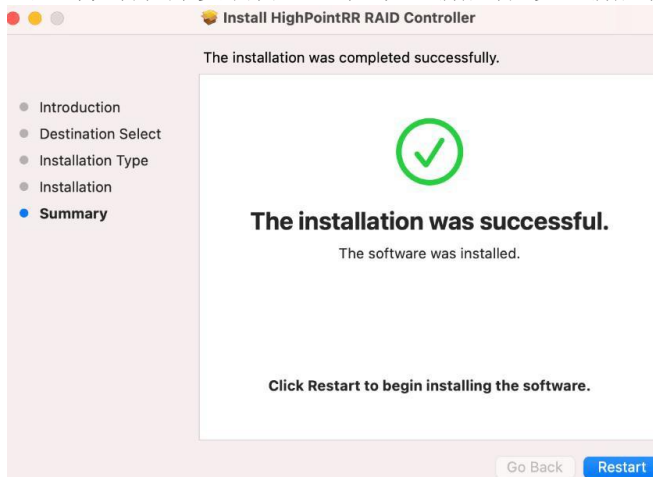 Install HighPointRR RAID Controller
The installation was completed successfully.
Introduction
Destination Select
Installation Type
Installation
Summary
The installation was successful.
The software was installed.
Click Restart to begin installing the software.
Go Back
Restart